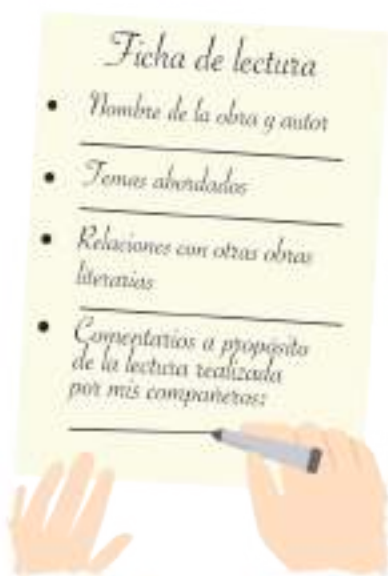 Ficha de lectura
• Nombre de la obra y autor
• Temas abordados
• Relaciones con otras obras
literarias
• Comentarios a propósito
de la lectura realizada
por mis compañeros: